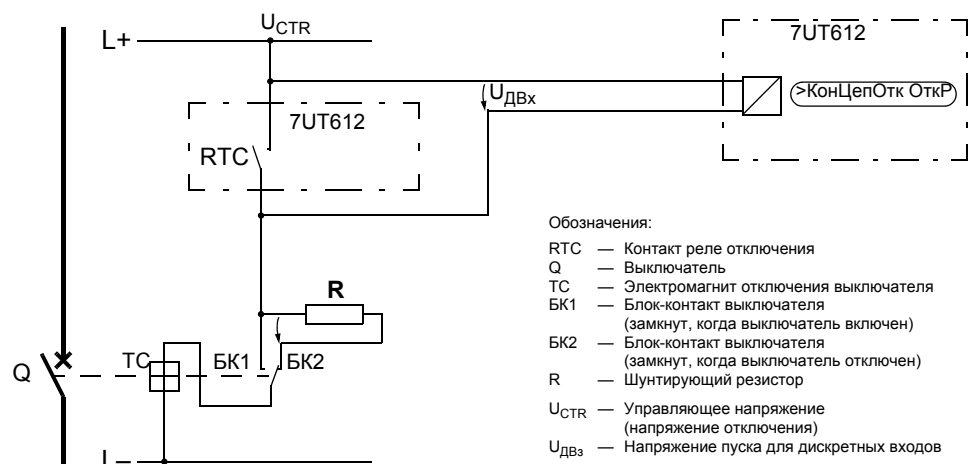 U_CTR
L+
7UT612
>КонЦепОтк ОткР
U_ДВх
7UT612
RTC
Обозначения:
RTC — Контакт реле отключения
Q — Выключатель
TC — Электромагнит отключения выключателя
БК1 — Блок-контакт выключателя
(замкнут, когда выключатель включен)
БК2 — Блок-контакт выключателя
(замкнут, когда выключатель отключен)
R — Шунтирующий резистор
U_CTR — Управляющее напряжение
(напряжение отключения)
U_ДВз — Напряжение пуска для дискретных входов
R
Q
TC
БК1
БК2
L–